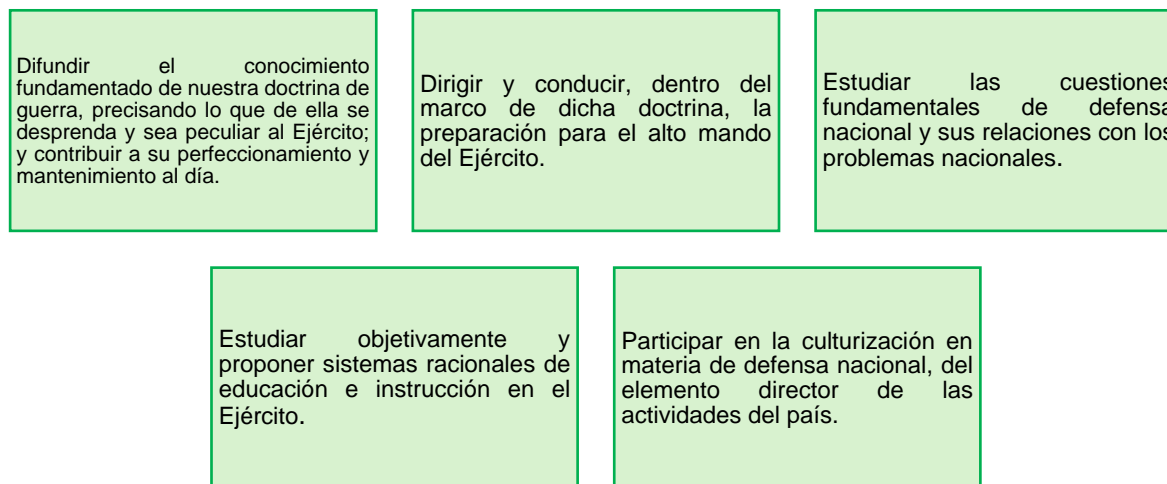 Difundir el conocimiento
fundamentado de nuestra doctrina de
guerra, precisando lo que de ella se
desprenda y sea peculiar al Ejército;
y contribuir a su perfeccionamiento y
mantenimiento al día.
Dirigir y conducir, dentro del
marco de dicha doctrina, la
preparación para el alto mando
del Ejército.
Estudiar las cuestiones
fundamentales de defensa
nacional y sus relaciones con los
problemas nacionales.
Estudiar objetivamente y
proponer sistemas racionales de
educación e instrucción en el
Ejército.
Participar en la culturización en
materia de defensa nacional, del
elemento director de las
actividades del país.